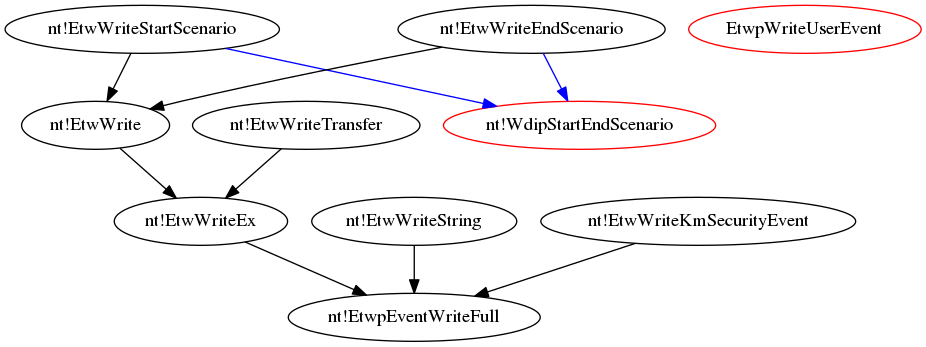 nt!EtwWriteStartScenario
nt!EtwWriteEndScenario
EtwpWriteUserEvent
nt!EtwWrite
nt!EtwWriteTransfer
nt!WdipStartEndScenario
nt!EtwWriteEx
nt!EtwWriteString
nt!EtwWriteKmSecurityEvent
nt!EtwpEventWriteFull